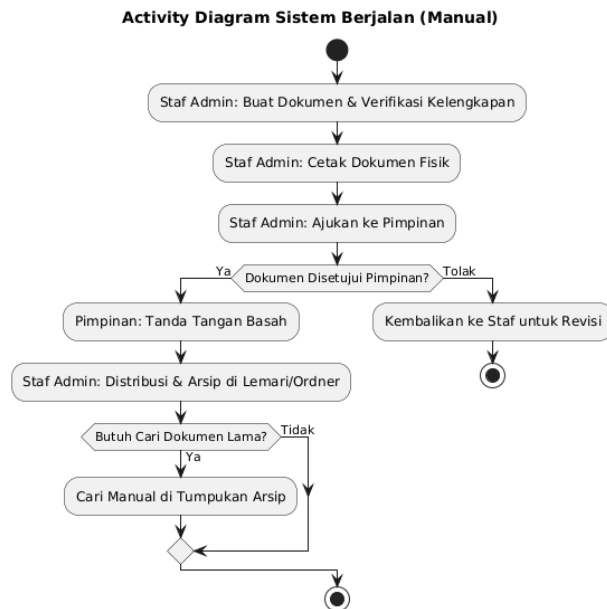 Activity Diagram Sistem Berjalan (Manual)
Staf Admin: Buat Dokumen & Verifikasi Kelengkapan
Staf Admin: Cetak Dokumen Fisik
Staf Admin: Ajukan ke Pimpinan
Ya
Dokumen Disetujui Pimpinan?
Tolak
Pimpinan: Tanda Tangan Basah
Kembalikan ke Staf untuk Revisi
Staf Admin: Distribusi & Arsip di Lemari/Ordner
Butuh Cari Dokumen Lama?
Tidak
Ya
Cari Manual di Tumpukan Arsip